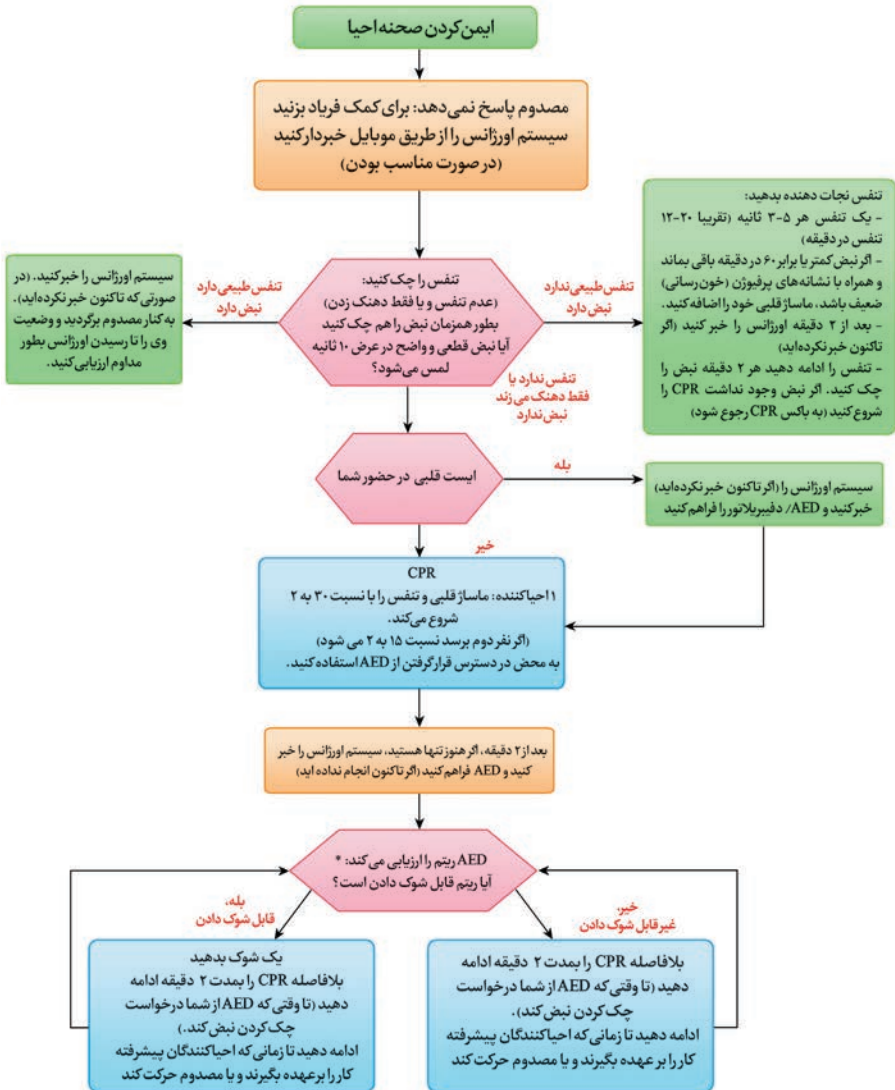 ایمن‌کردن صحنه احیا
مصدوم پاسخ نمی‌دهد: برای کمک فریاد بزنید
سیستم اورژانس را از طریق موبایل خبردار کنید
(در صورت مناسب بودن)
تنفس نجات دهنده بدهید:
- یک تنفس هر ۵-۳ ثانیه (تقریبا ۲۰-۱۲
تنفس در دقیقه)
- اگر نبض کمتر یا برابر ۶۰ در دقیقه باقی بماند
و همراه با نشانه‌های پرفیوژن (خون‌رسانی)
ضعیف باشد، ماساژ قلبی خود را اضافه کنید.
- بعد از ۲ دقیقه اورژانس را خبر کنید (اگر
تاکنون خبر نکرده‌اید)
- تنفس را ادامه دهید هر ۲ دقیقه نبض را
چک کنید. اگر نبض وجود نداشت CPR را
شروع کنید (به باکس CPR رجوع شود)
تنفس طبیعی ندارد
نبض دارد
تنفس را چک کنید:
(عدم تنفس و یا فقط دهنک زدن)
بطور همزمان نبض را هم چک کنید
آیا نبض قطعی و واضح در عرض ۱۰ ثانیه
لمس می‌شود؟
تنفس طبیعی دارد
نبض دارد
سیستم اورژانس را خبر کنید. (در
صورتی که تاکنون خبر نکرده‌اید).
به کنار مصدوم برگردید و وضعیت
وی را تا رسیدن اورژانس بطور
مداوم ارزیابی کنید.
تنفس ندارد یا
فقط دهنک می زند
نبض ندارد
ایست قلبی در حضور شما
بله
سیستم اورژانس را (اگر تاکنون خبر نکرده‌اید)
خبر کنید و AED/ دفیبریلاتور را فراهم کنید
خیر
CPR
۱ احیا کننده: ماساژ قلبی و تنفس را با نسبت ۳۰ به ۲
شروع می‌کند.
(اگر نفر دوم برسد نسبت ۱۵ به ۲ می شود)
به محض در دسترس قرار گرفتن از AED استفاده کنید.
بعد از ۲ دقیقه، اگر هنوز تنها هستید، سیستم اورژانس را خبر
کنید و AED فراهم کنید (اگر تاکنون انجام نداده اید)
AED ریتم را ارزیابی می کند: *
آیا ریتم قابل شوک دادن است؟
خیر،
غیر قابل شوک دادن
بله،
قابل شوک دادن
بلافاصله CPR را بمدت ۲ دقیقه ادامه
دهید (تا وقتی که AED از شما درخواست
چک کردن نبض کند).
ادامه دهید تا زمانی که احیاکنندگان پیشرفته
کار را بر عهده بگیرند و یا مصدوم حرکت کند
یک شوک بدهید
بلافاصله CPR را بمدت ۲ دقیقه ادامه
دهید (تا وقتی که AED از شما درخواست
چک کردن نبض کند.)
ادامه دهید تا زمانی که احیاکنندگان پیشرفته
کار را بر عهده بگیرند و یا مصدوم حرکت کند